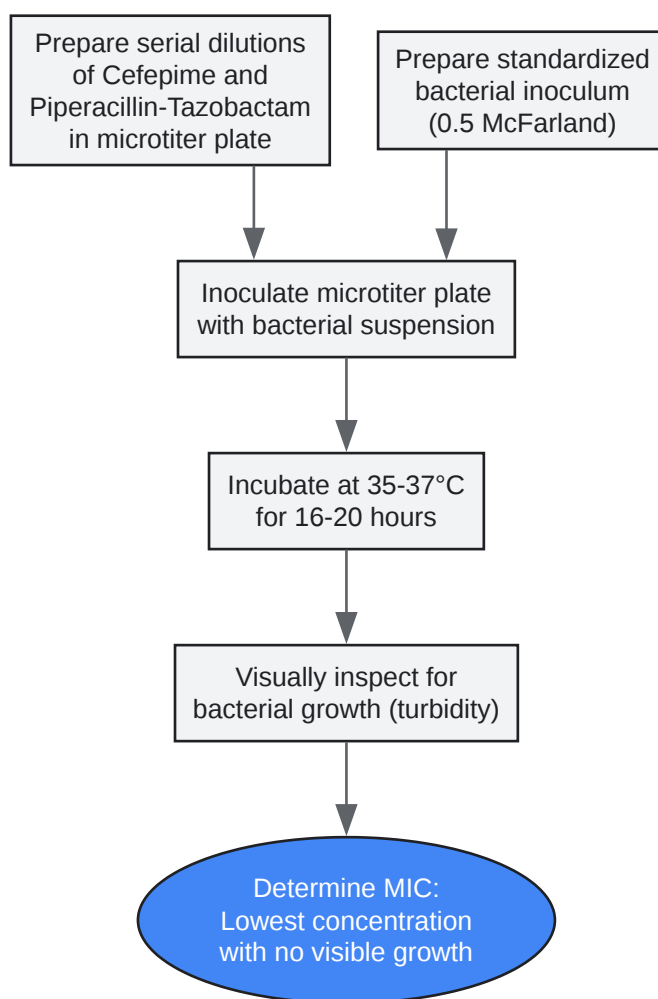 Prepare serial dilutions
of Cefepime and
Piperacillin-Tazobactam
in microtiter plate
Prepare standardized
bacterial inoculum
(0.5 McFarland)
Inoculate microtiter plate
with bacterial suspension
Incubate at 35-37°C
for 16-20 hours
Visually inspect for
bacterial growth (turbidity)
Determine MIC:
Lowest concentration
with no visible growth